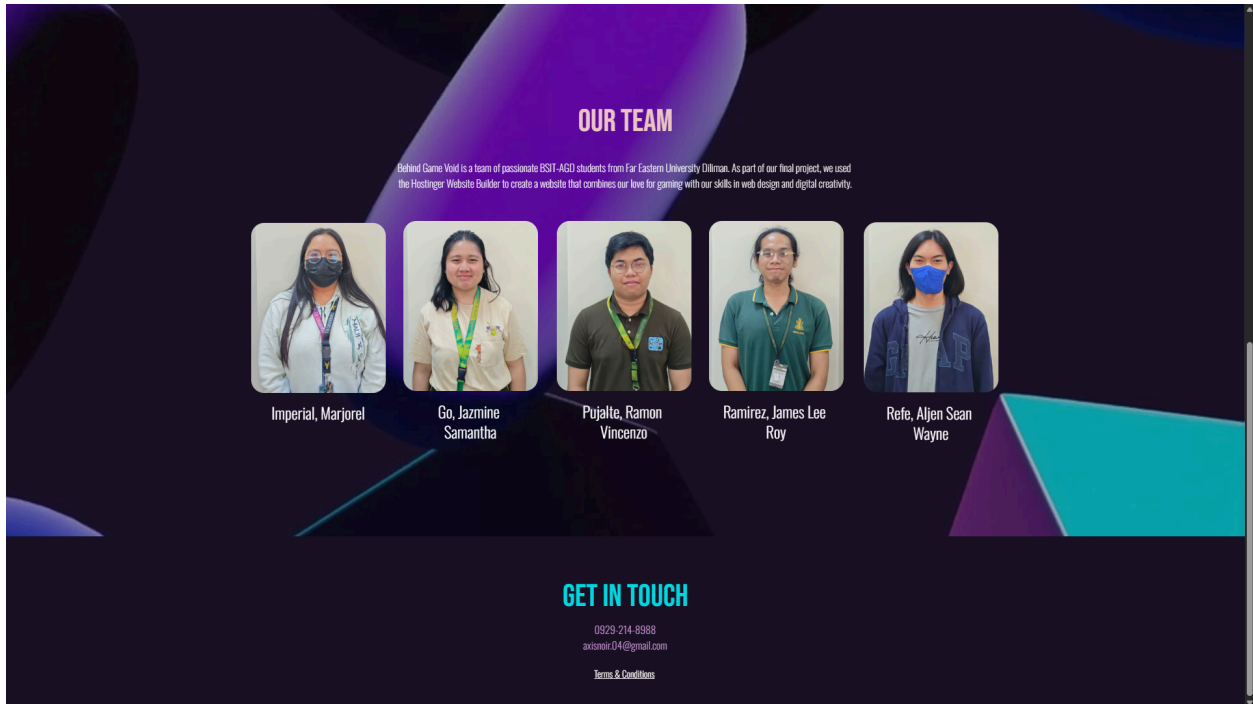 OUR TEAM
Behind Game Void is a team of passionate BSIT-AGD students from Far Eastern University Diliman. As part of our final project, we used
the Hostinger Website Builder to create a website that combines our love for gaming with our skills in web design and digital creativity.
Imperial, Marjorel
Go, Jazmine
Samantha
Pujalte, Ramon
Vincenzo
Ramirez, James Lee
Roy
Refe, Aljen Sean
Wayne
GET IN TOUCH
0929-214-8988
axisnoir.04@gmail.com
Terms & Conditions